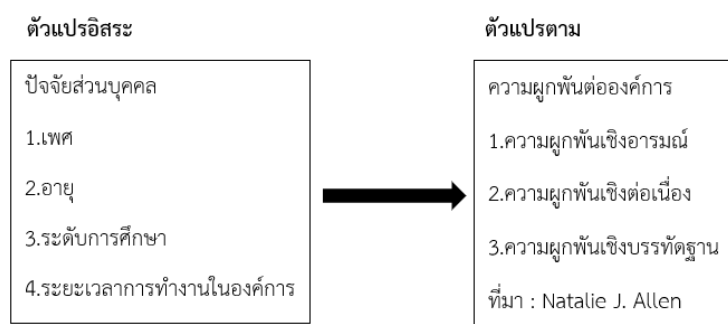 ตัวแปรอิสระ
ปัจจัยส่วนบุคคล
1.เพศ
2.อายุ
3.ระดับการศึกษา
4.ระยะเวลาการทำงานในองค์การ
ตัวแปรตาม
ความผูกพันต่อองค์การ
1.ความผูกพันเชิงอารมณ์
2.ความผูกพันเชิงต่อเนื่อง
3.ความผูกพันเชิงบรรทัดฐาน
ที่มา : Natalie J. Allen